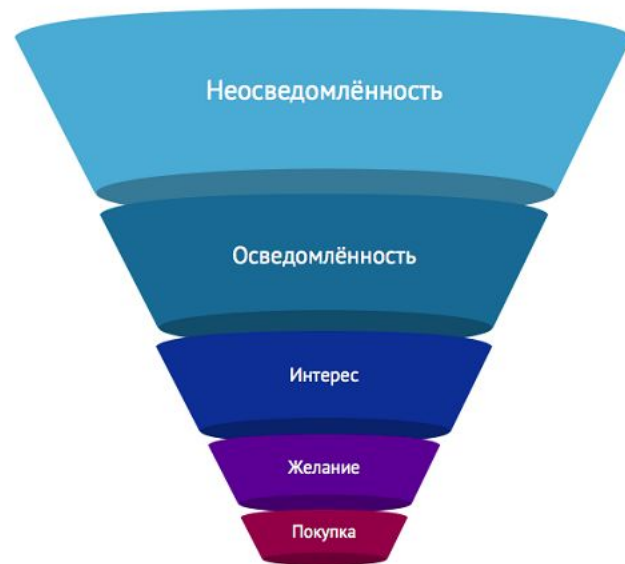 Неосведомлённость
Осведомлённость
Интерес
Желание
Покупка